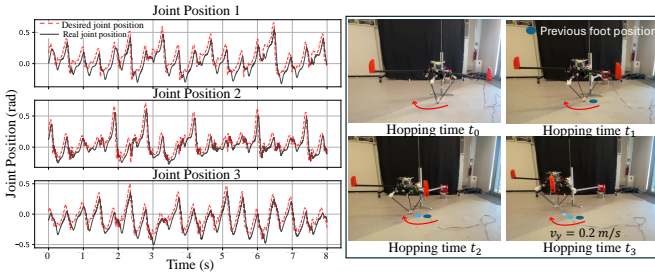 Joint Position 1
Desired joint position
Real joint position
0.5
0.0
Joint Position 2
0.5
0.0
Joint Position 3
0.5
0.0
−0.5
0 1 2 3 4 5 6 7 8
Time (s)
Joint Position (rad)
Previous foot position
Hopping time t0
Hopping time t1
Hopping time t2
vy = 0.2 m/s
Hopping time t3